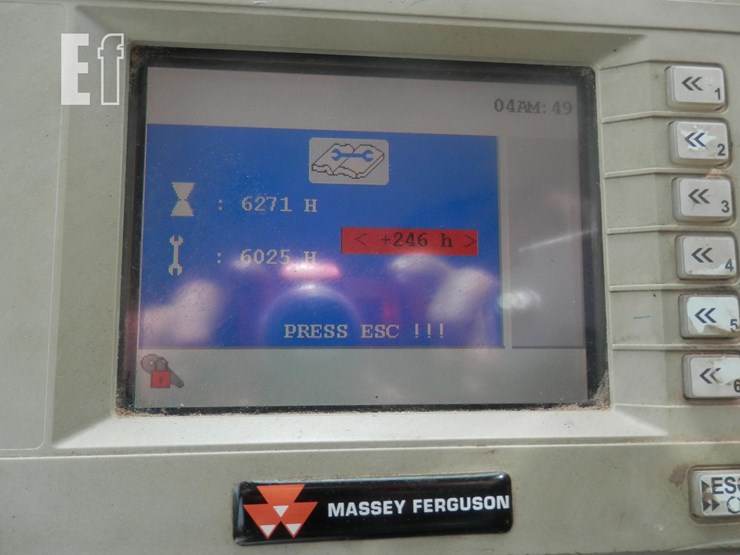 Ef
04AM:49
: 6271 H
< +246 h >
: 6025 H
PRESS ESC !!!
<< 1
<< 2
<< 3
<< 4
<< 5
<< 6
ESC
MASSEY FERGUSON